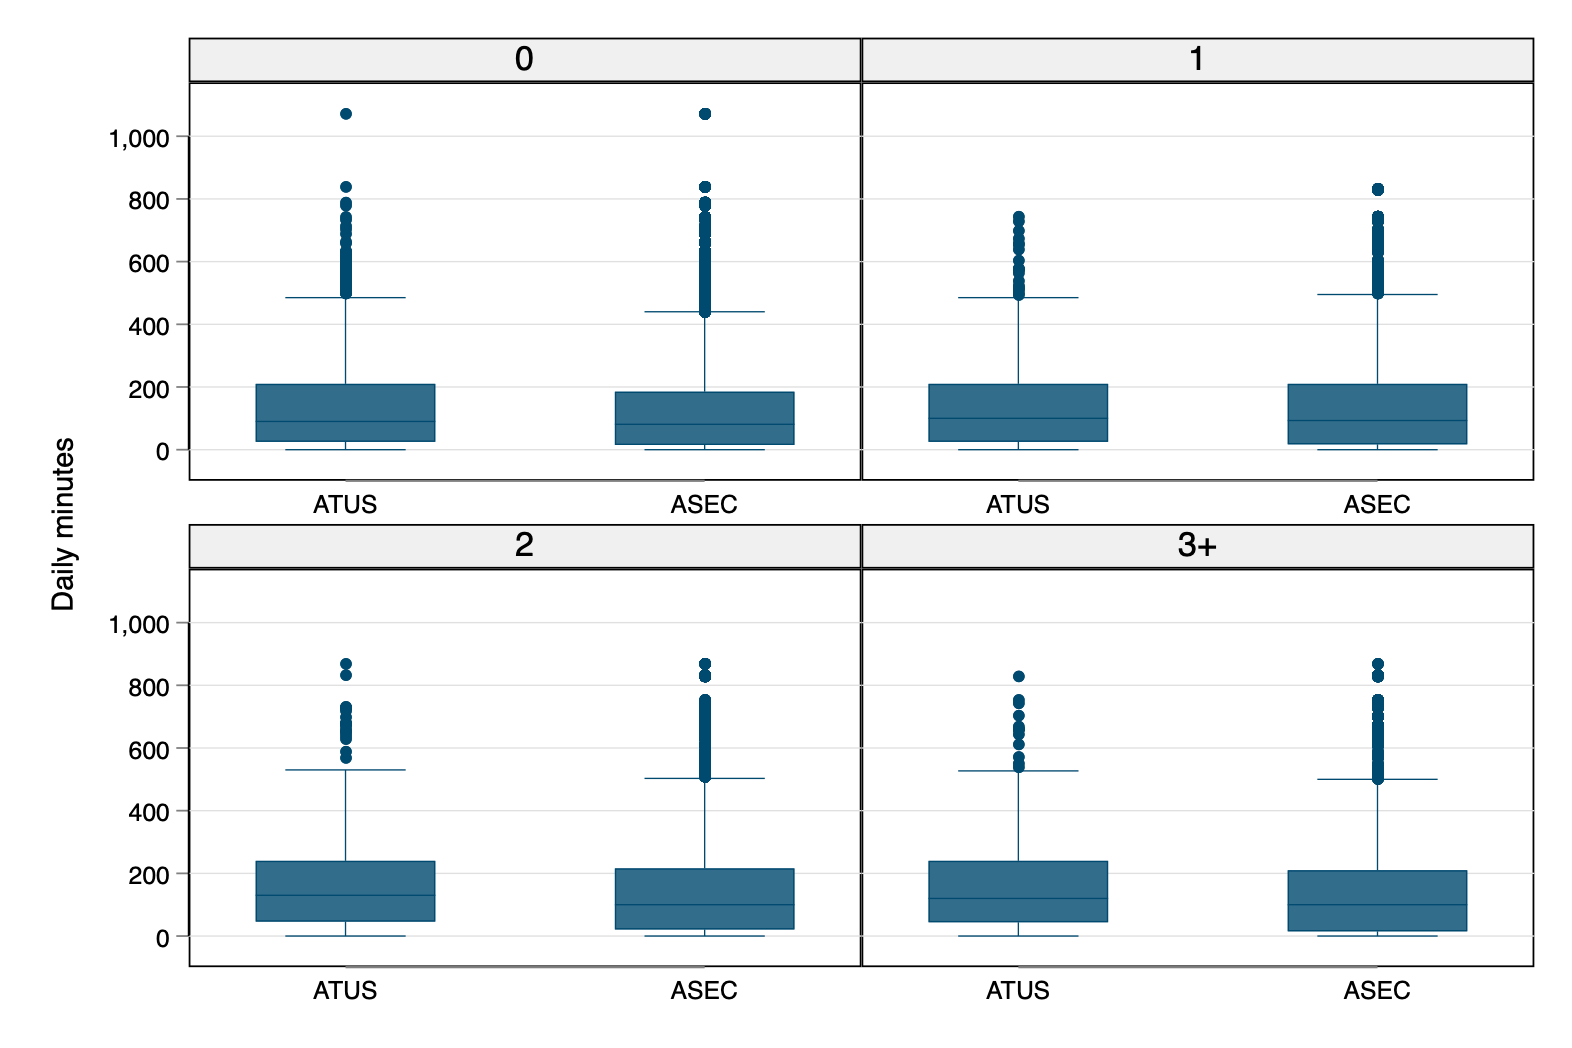 Daily minutes
0
1
1,000
800
600
400
200
0
ATUS
ASEC
ATUS
ASEC
2
3+
1,000
800
600
400
200
0
ATUS
ASEC
ATUS
ASEC